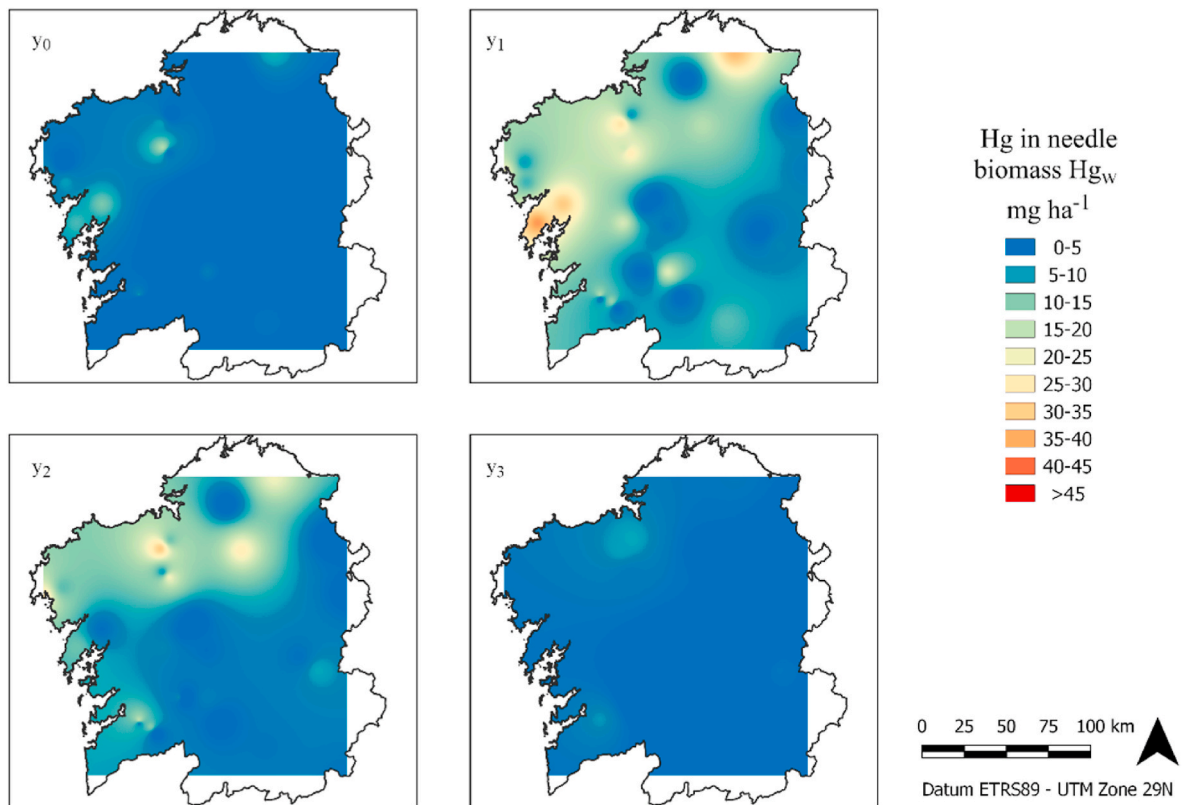 y0
y1
y2
y3
Hg in needle
biomass Hgw
mg ha-1
0-5
5-10
10-15
15-20
20-25
25-30
30-35
35-40
40-45
>45
0 25 50 75 100 km
Datum ETRS89 - UTM Zone 29N